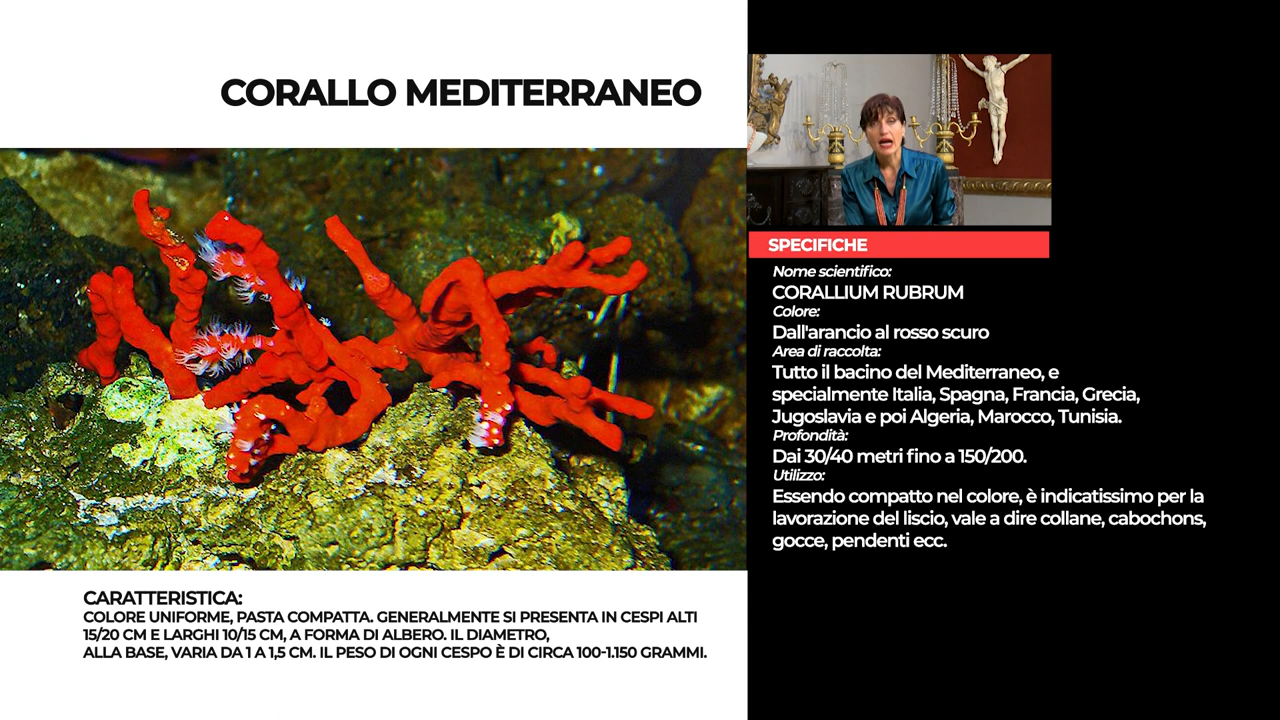 CORALLO MEDITERRANEO
SPECIFICHE
Nome scientifico:
CORALLIUM RUBRUM
Colore:
Dall'arancio al rosso scuro
Area di raccolta:
Tutto il bacino del Mediterraneo, e
specialmente Italia, Spagna, Francia, Grecia,
Jugoslavia e poi Algeria, Marocco, Tunisia.
Profondità:
Dai 30/40 metri fino a 150/200.
Utilizzo:
Essendo compatto nel colore, è indicatissimo per la
lavorazione del liscio, vale a dire collane, cabochons,
gocce, pendenti ecc.
CARATTERISTICA:
COLORE UNIFORME, PASTA COMPATTA. GENERALMENTE SI PRESENTA IN CESPI ALTI
15/20 CM E LARGHI 10/15 CM, A FORMA DI ALBERO. IL DIAMETRO,
ALLA BASE, VARIA DA 1 A 1,5 CM. IL PESO DI OGNI CESPO È DI CIRCA 100-1.150 GRAMMI.